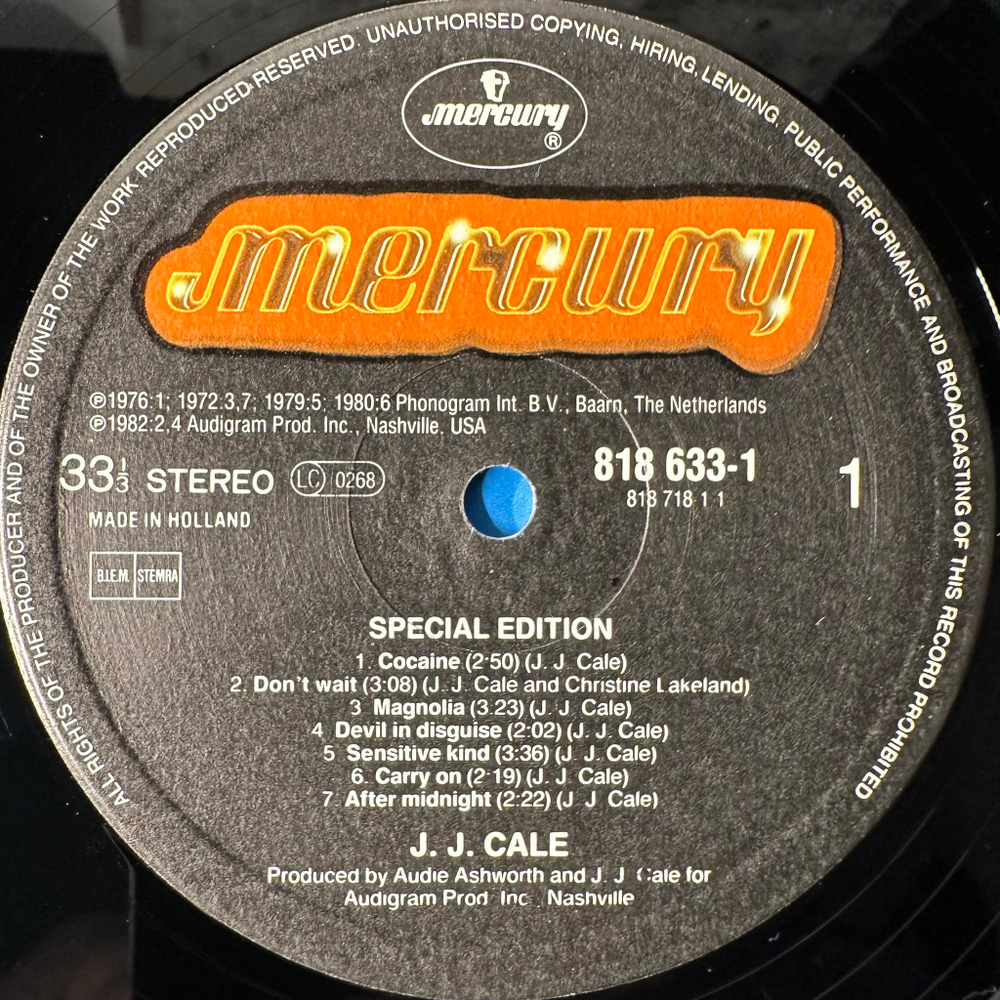 ALL RIGHTS OF THE PRODUCER AND OF THE OWNER OF THE WORK REPRODUCED RESERVED. UNAUTHORISED COPYING, HIRING, LENDING, PUBLIC PERFORMANCE AND BROADCASTING OF THIS RECORD PROHIBITED
mercury
®
mercury
℗1976:1; 1972:3,7; 1979:5; 1980:6 Phonogram Int. B.V., Baarn, The Netherlands
℗1982:2,4 Audigram Prod. Inc., Nashville, USA
33⅓ STEREO LC 0268
818 633-1
818 718 1 1
1
MADE IN HOLLAND
B.I.E.M. STEMRA
SPECIAL EDITION
1. Cocaine (2:50) (J. J. Cale)
2. Don't wait (3:08) (J. J. Cale and Christine Lakeland)
3 Magnolia (3:23) (J. J. Cale)
4 Devil in disguise (2:02) (J. J. Cale)
5 Sensitive kind (3:36) (J. J. Cale)
6. Carry on (2:19) (J. J. Cale)
7 After midnight (2:22) (J. J. Cale)
J. J. CALE
Produced by Audie Ashworth and J. J. Cale for
Audigram Prod. Inc., Nashville